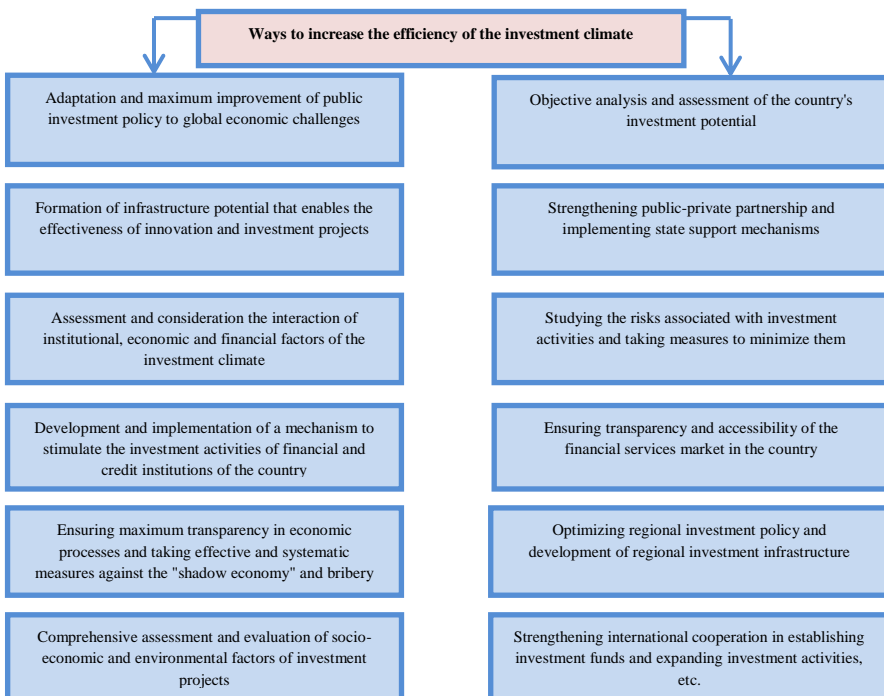 Ways to increase the efficiency of the investment climate
Adaptation and maximum improvement of public
investment policy to global economic challenges
Objective analysis and assessment of the country's
investment potential
Formation of infrastructure potential that enables the
effectiveness of innovation and investment projects
Strengthening public-private partnership and
implementing state support mechanisms
Assessment and consideration the interaction of
institutional, economic and financial factors of the
investment climate
Studying the risks associated with investment
activities and taking measures to minimize them
Development and implementation of a mechanism to
stimulate the investment activities of financial and
credit institutions of the country
Ensuring transparency and accessibility of the
financial services market in the country
Ensuring maximum transparency in economic
processes and taking effective and systematic
measures against the "shadow economy" and bribery
Optimizing regional investment policy and
development of regional investment infrastructure
Comprehensive assessment and evaluation of socio-
economic and environmental factors of investment
projects
Strengthening international cooperation in establishing
investment funds and expanding investment activities,
etc.